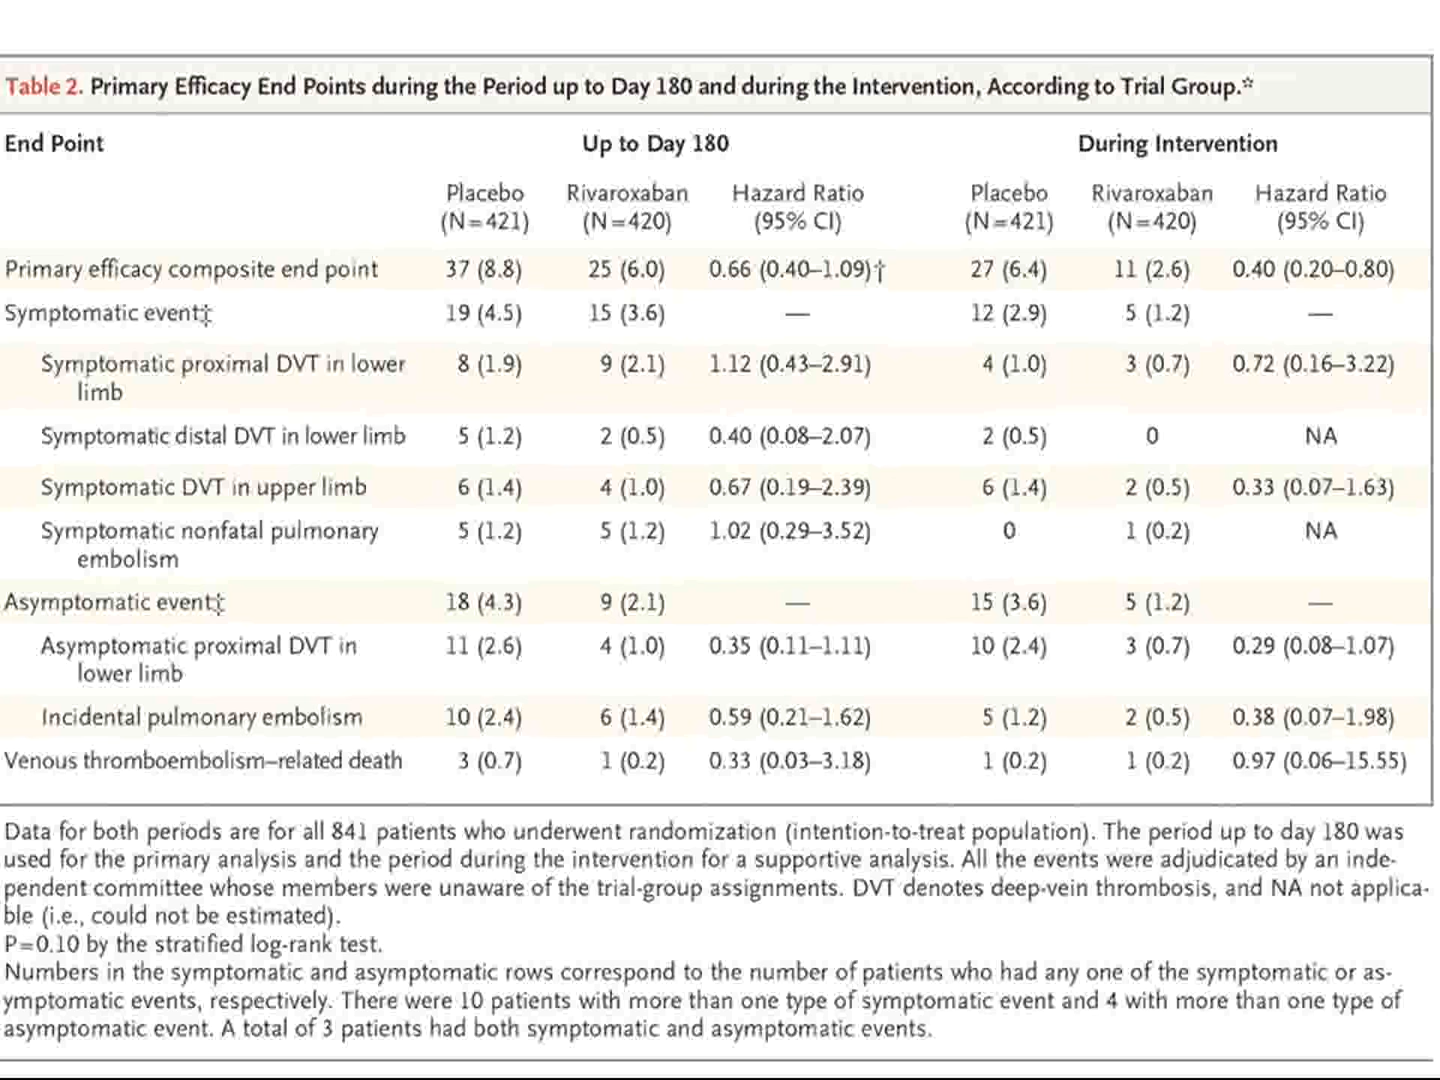 Table 2. Primary Efficacy End Points during the Period up to Day 180 and during the Intervention, According to Trial Group.*
End Point Up to Day 180 During Intervention
Placebo (N=421) Rivaroxaban (N=420) Hazard Ratio (95% CI) Placebo (N=421) Rivaroxaban (N=420) Hazard Ratio (95% CI)
Primary efficacy composite end point 37 (8.8) 25 (6.0) 0.66 (0.40–1.09)† 27 (6.4) 11 (2.6) 0.40 (0.20–0.80)
Symptomatic event‡ 19 (4.5) 15 (3.6) — 12 (2.9) 5 (1.2) —
Symptomatic proximal DVT in lower limb 8 (1.9) 9 (2.1) 1.12 (0.43–2.91) 4 (1.0) 3 (0.7) 0.72 (0.16–3.22)
Symptomatic distal DVT in lower limb 5 (1.2) 2 (0.5) 0.40 (0.08–2.07) 2 (0.5) 0 NA
Symptomatic DVT in upper limb 6 (1.4) 4 (1.0) 0.67 (0.19–2.39) 6 (1.4) 2 (0.5) 0.33 (0.07–1.63)
Symptomatic nonfatal pulmonary embolism 5 (1.2) 5 (1.2) 1.02 (0.29–3.52) 0 1 (0.2) NA
Asymptomatic event‡ 18 (4.3) 9 (2.1) — 15 (3.6) 5 (1.2) —
Asymptomatic proximal DVT in lower limb 11 (2.6) 4 (1.0) 0.35 (0.11–1.11) 10 (2.4) 3 (0.7) 0.29 (0.08–1.07)
Incidental pulmonary embolism 10 (2.4) 6 (1.4) 0.59 (0.21–1.62) 5 (1.2) 2 (0.5) 0.38 (0.07–1.98)
Venous thromboembolism–related death 3 (0.7) 1 (0.2) 0.33 (0.03–3.18) 1 (0.2) 1 (0.2) 0.97 (0.06–15.55)
Data for both periods are for all 841 patients who underwent randomization (intention-to-treat population). The period up to day 180 was
used for the primary analysis and the period during the intervention for a supportive analysis. All the events were adjudicated by an inde-
pendent committee whose members were unaware of the trial-group assignments. DVT denotes deep-vein thrombosis, and NA not applica-
ble (i.e., could not be estimated).
P=0.10 by the stratified log-rank test.
Numbers in the symptomatic and asymptomatic rows correspond to the number of patients who had any one of the symptomatic or as-
ymptomatic events, respectively. There were 10 patients with more than one type of symptomatic event and 4 with more than one type of
asymptomatic event. A total of 3 patients had both symptomatic and asymptomatic events.